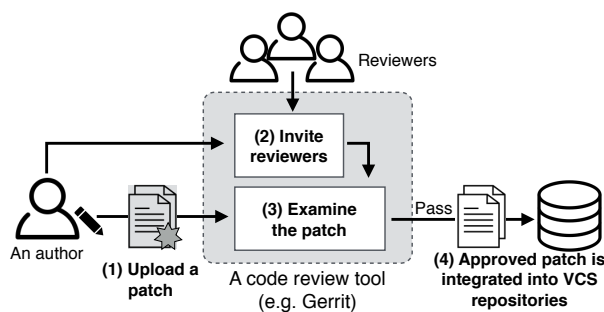 Reviewers
(2) Invite
reviewers
(3) Examine
the patch
Pass
An author
(1) Upload a
patch
A code review tool
(e.g. Gerrit)
(4) Approved patch is
integrated into VCS
repositories